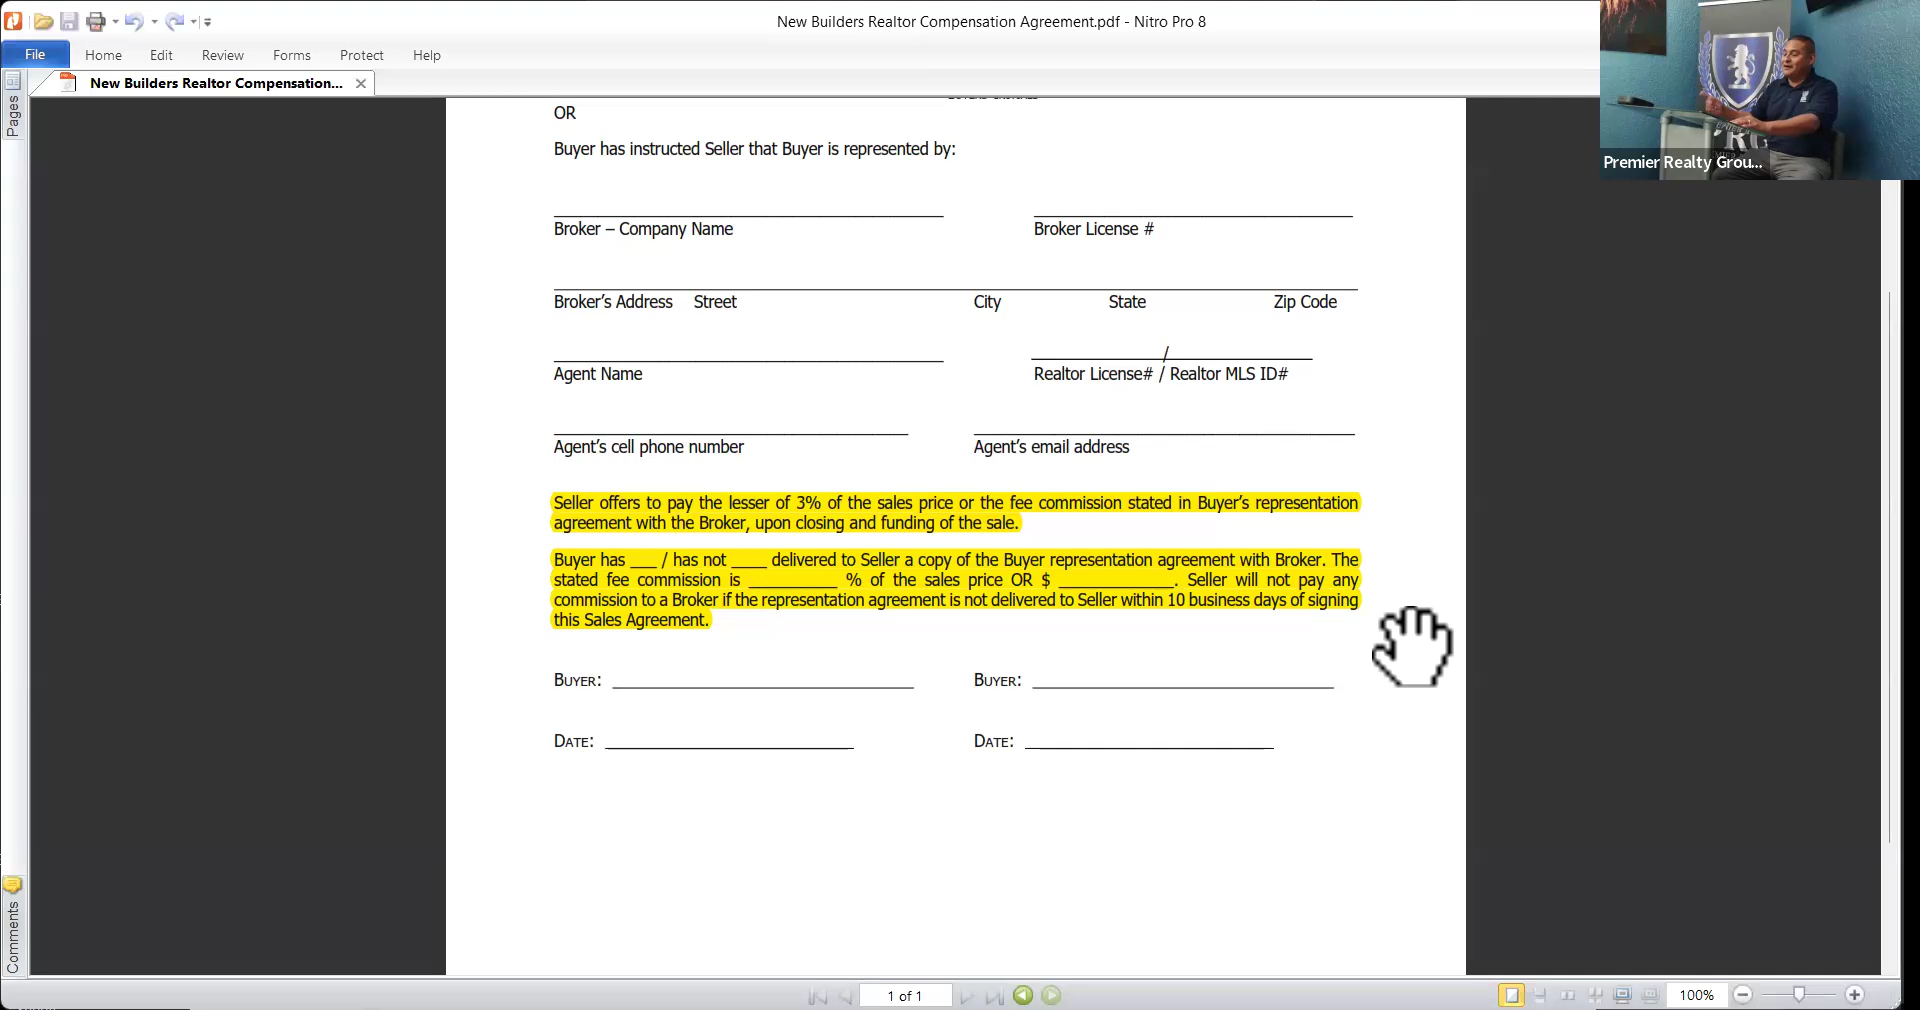 New Builders Realtor Compensation Agreement.pdf - Nitro Pro 8
File Home Edit Review Forms Protect Help
New Builders Realtor Compensation...
Pages
OR
Buyer has instructed Seller that Buyer is represented by:
Broker – Company Name Broker License #
Broker's Address Street City State Zip Code
/
Agent Name Realtor License# / Realtor MLS ID#
Agent's cell phone number Agent's email address
Seller offers to pay the lesser of 3% of the sales price or the fee commission stated in Buyer's representation
agreement with the Broker, upon closing and funding of the sale.
Buyer has ___ / has not ____ delivered to Seller a copy of the Buyer representation agreement with Broker. The
stated fee commission is __________ % of the sales price OR $ _____________. Seller will not pay any
commission to a Broker if the representation agreement is not delivered to Seller within 10 business days of signing
this Sales Agreement.
BUYER: BUYER:
DATE: DATE:
Comments
1 of 1
100%
Premier Realty Grou...